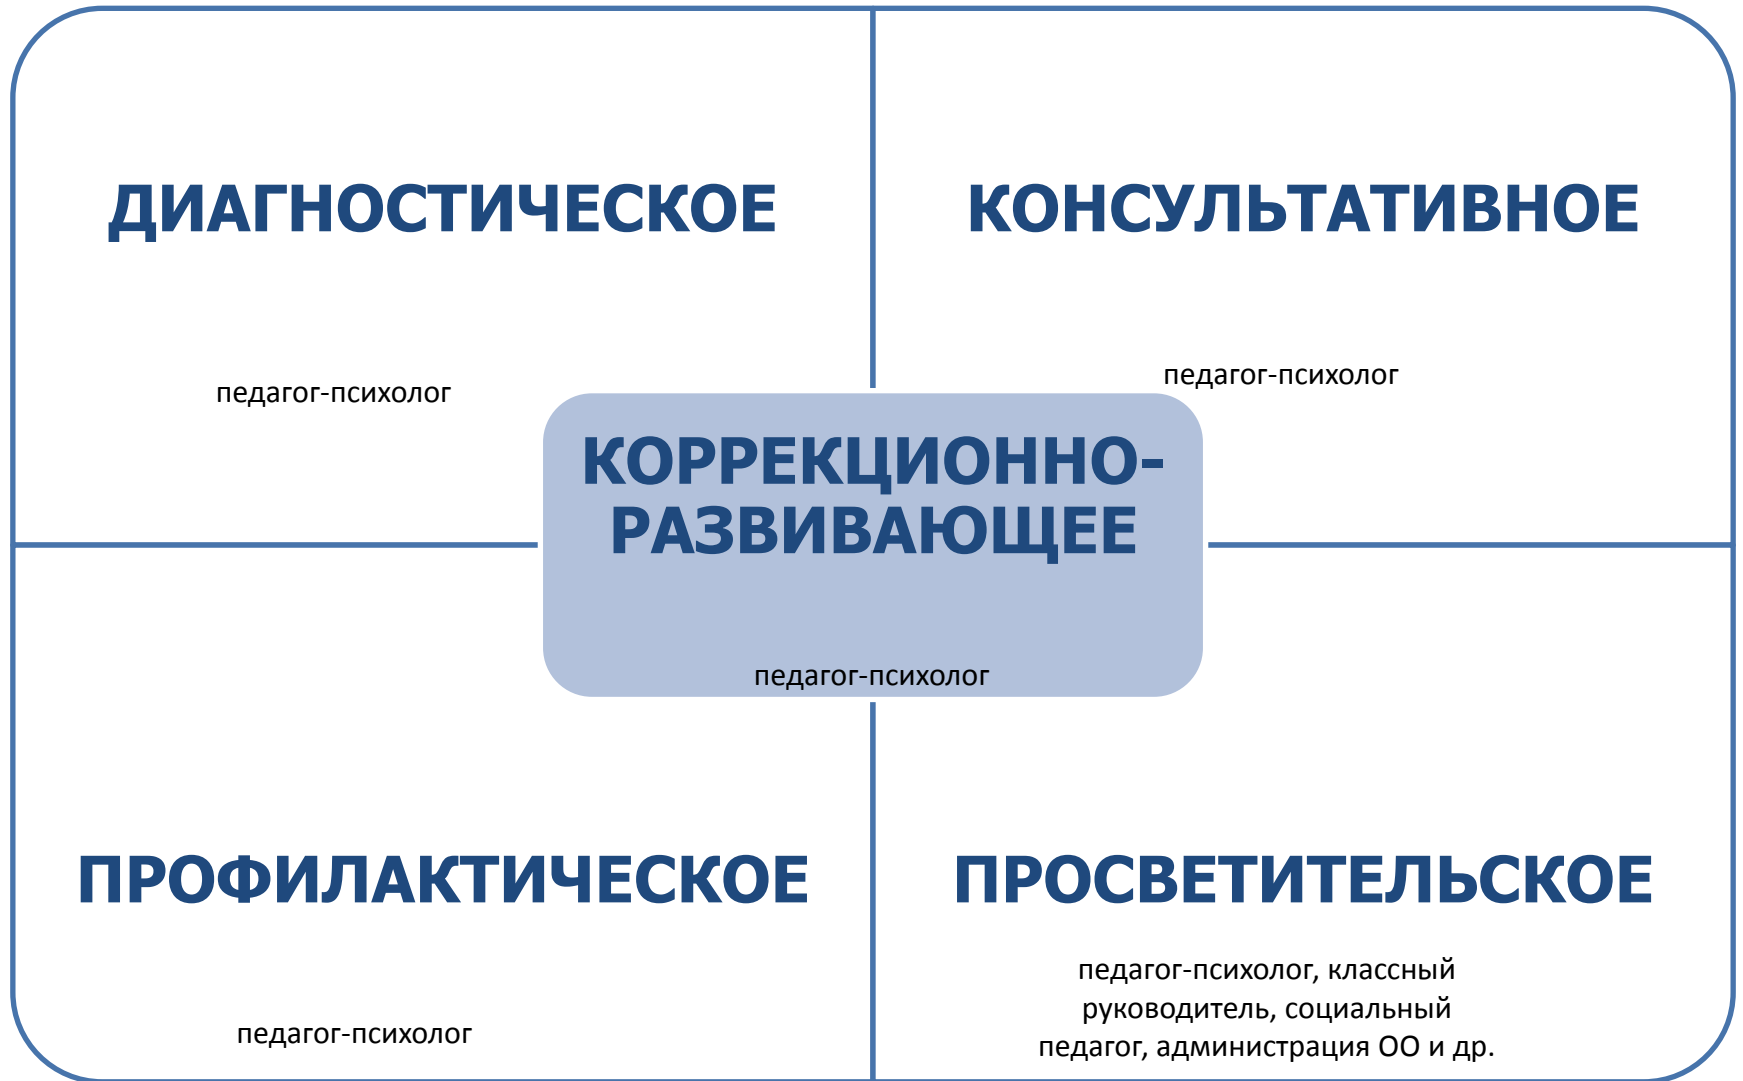 ДИАГНОСТИЧЕСКОЕ
педагог-психолог
КОНСУЛЬТАТИВНОЕ
педагог-психолог
КОРРЕКЦИОННО-
РАЗВИВАЮЩЕЕ
педагог-психолог
ПРОФИЛАКТИЧЕСКОЕ
педагог-психолог
ПРОСВЕТИТЕЛЬСКОЕ
педагог-психолог, классный
руководитель, социальный
педагог, администрация ОО и др.